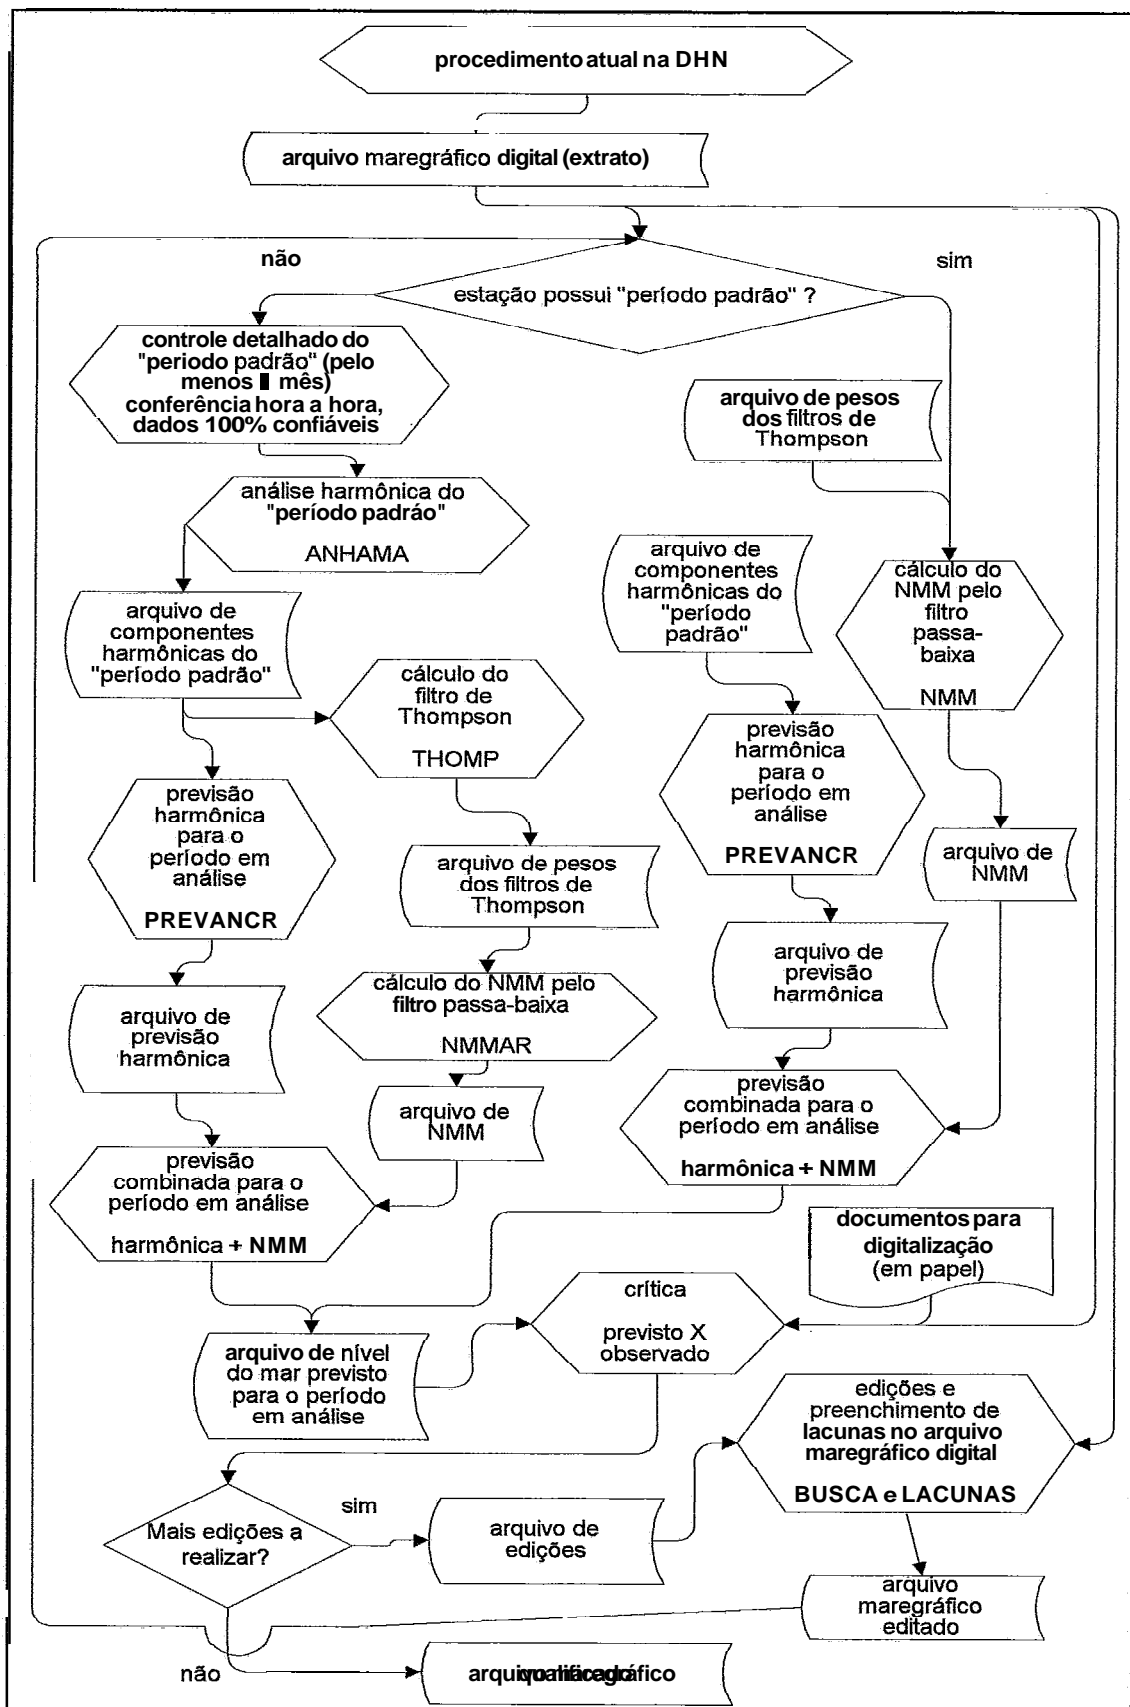 procedimento atual na DHN
arquivo maregráfico digital (extrato)
não
sim
estação possui "período padrão" ?
controle detalhado do
"periodo padrão" (pelo
menos mês)
conferência hora a hora,
dados 100% confiáveis
arquivo de pesos
dos filtros de
Thompson
análise harmônica do
"período padráo"
ANHAMA
arquivo de
componentes
harmônicas do
"período
padrão"
cálculo do
NMM pelo
filtro
passa-
baixa
NMM
arquivo de
componentes
harmônicas do
"período padrão"
cálculo do
filtro de
Thompson
THOMP
previsão
harmônica
para o
período em
análise
PREVANCR
previsão
harmônica
para o
período em
análise
PREVANCR
arquivo de
NMM
arquivo de pesos
dos filtros de
Thompson
arquivo de
previsão
harmônica
cálculo do NMM pelo
filtro passa-baixa
NMMAR
arquivo de
previsão
harmônica
arquivo de
NMM
previsão
combinada para o
período em análise
harmônica + NMM
previsão
combinada para o
período em análise
harmônica + NMM
documentos para
digitalização
(em papel)
crítica
previsto X
observado
arquivo de nível
do mar previsto
para o período
em análise
edições e
preenchimento de
lacunas no arquivo
maregráfico digital
BUSCA e LACUNAS
sim
Mais edições a
realizar?
arquivo de
edições
arquivo
maregráfico
editado
não
arquivo maregráfico
qualificado